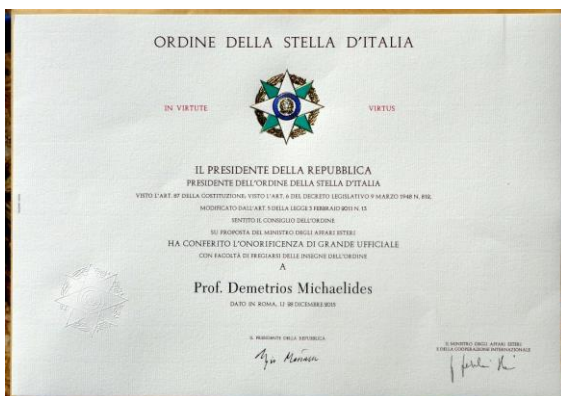 ORDINE DELLA STELLA D'ITALIA
IN VIRTUTE VIRTUS
IL PRESIDENTE DELLA REPUBBLICA
PRESIDENTE DELL'ORDINE DELLA STELLA D'ITALIA
VISTO L'ART. 87 DELLA COSTITUZIONE; VISTO L'ART. 6 DEL DECRETO LEGISLATIVO 9 MARZO 1948 N. 812,
MODIFICATO DALL'ART. 5 DELLA LEGGE 3 FEBBRAIO 2011 N. 13
SENTITO IL CONSIGLIO DELL'ORDINE
SU PROPOSTA DEL MINISTRO DEGLI AFFARI ESTERI
HA CONFERITO L'ONORIFICENZA DI GRANDE UFFICIALE
CON FACOLTÀ DI FREGIARSI DELLE INSEGNE DELL'ORDINE
A
Prof. Demetrios Michaelides
DATO IN ROMA, DICEMBRE
IL PRESIDENTE DELLA REPUBBLICA
IL MINISTRO DEGLI AFFARI ESTERI
E DELLA COOPERAZIONE INTERNAZIONALE